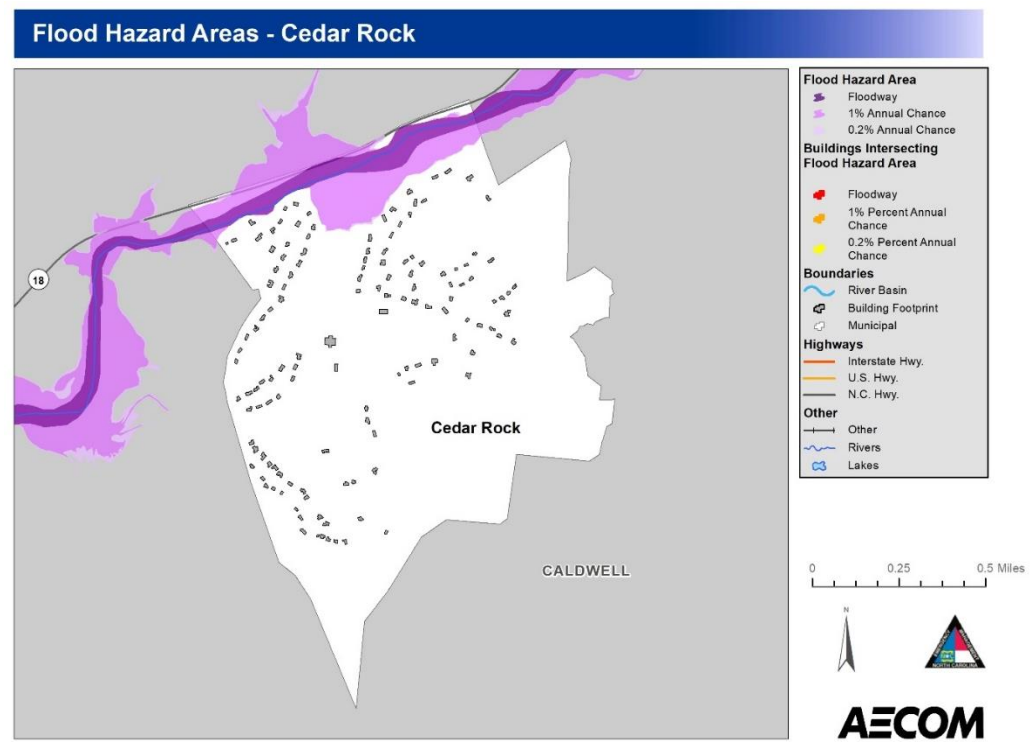 Flood Hazard Areas - Cedar Rock
18
Cedar Rock
CALDWELL
Flood Hazard Area
Floodway
1% Annual Chance
0.2% Annual Chance
Buildings Intersecting
Flood Hazard Area
Floodway
1% Percent Annual
Chance
0.2% Percent Annual
Chance
Boundaries
River Basin
Building Footprint
Municipal
Highways
Interstate Hwy.
U.S. Hwy.
N.C. Hwy.
Other
Other
Rivers
Lakes
0 0.25 0.5 Miles
N
NORTH CAROLINA
AECOM